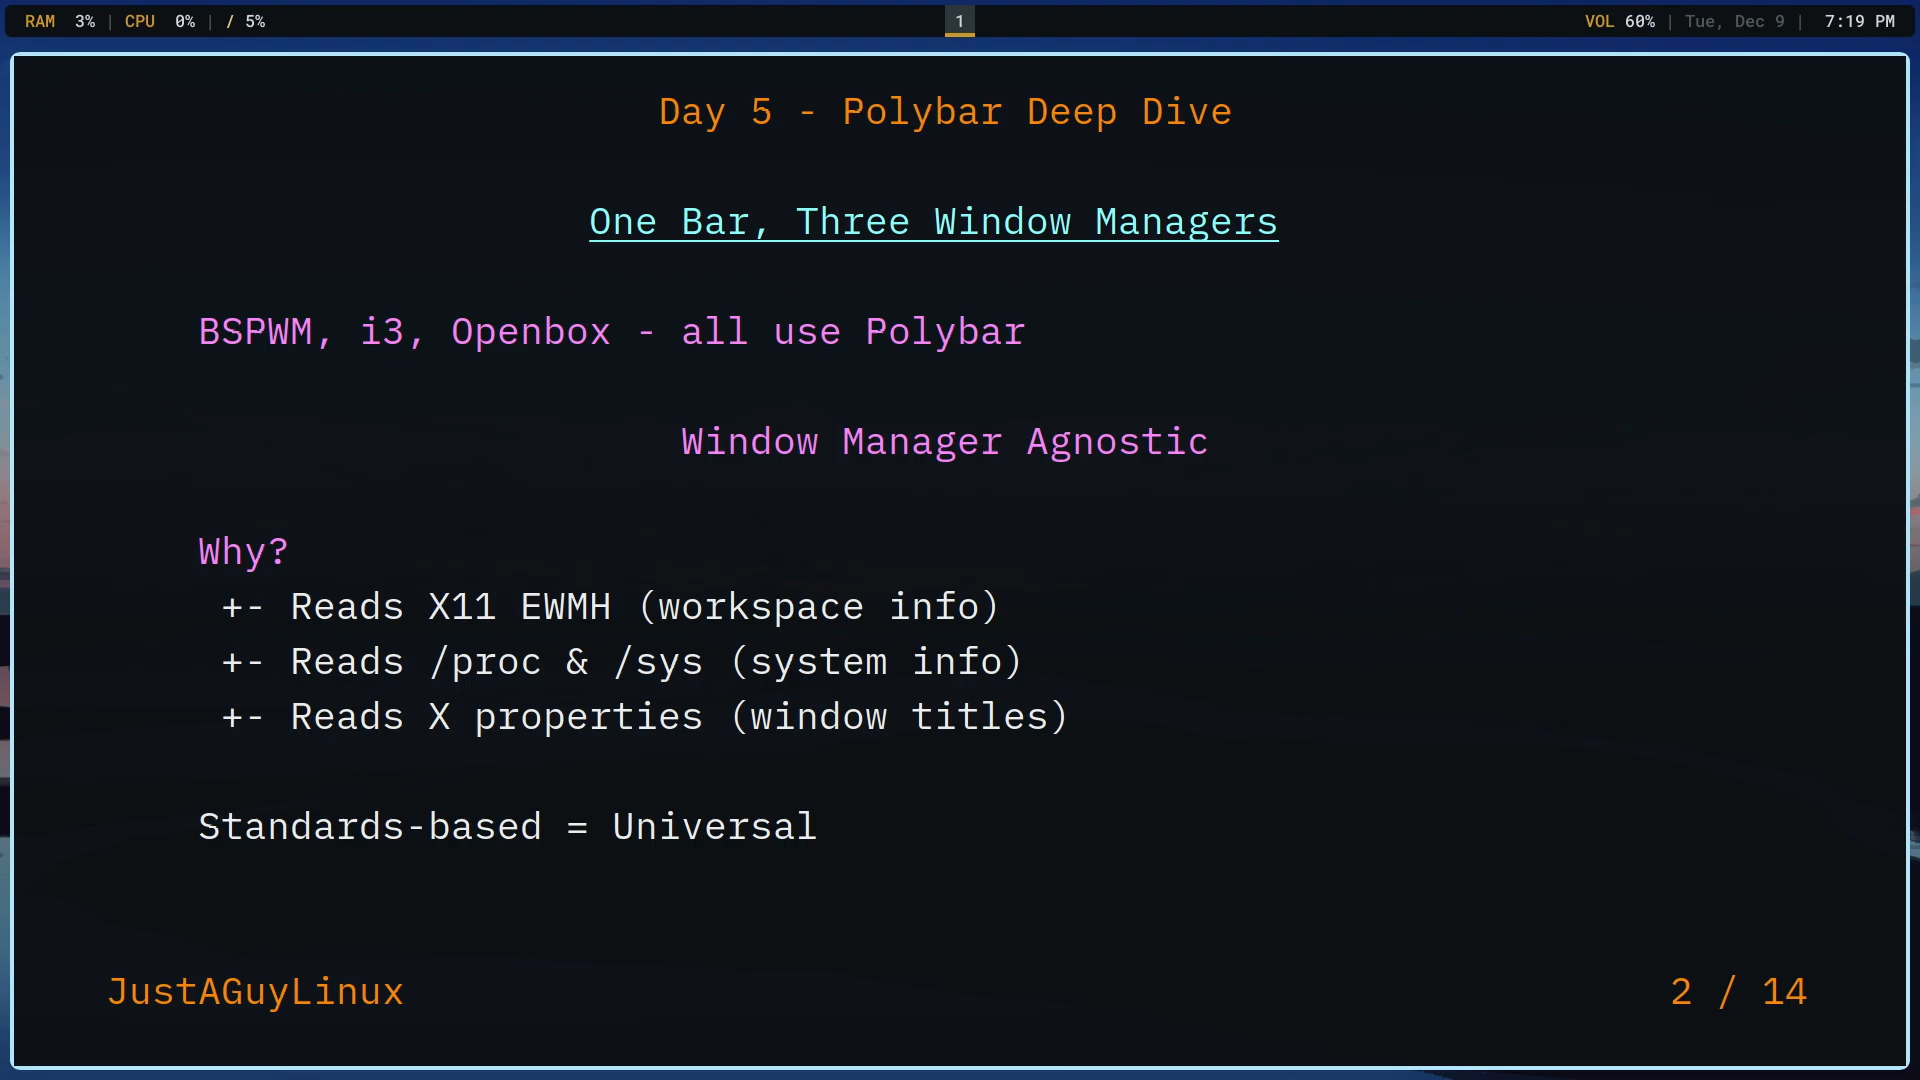 RAM 3% | CPU 0% | / 5%
1
VOL 60% | Tue, Dec 9 | 7:19 PM
Day 5 - Polybar Deep Dive
One Bar, Three Window Managers
BSPWM, i3, Openbox - all use Polybar
Window Manager Agnostic
Why?
+- Reads X11 EWMH (workspace info)
+- Reads /proc & /sys (system info)
+- Reads X properties (window titles)
Standards-based = Universal
JustAGuyLinux
2 / 14